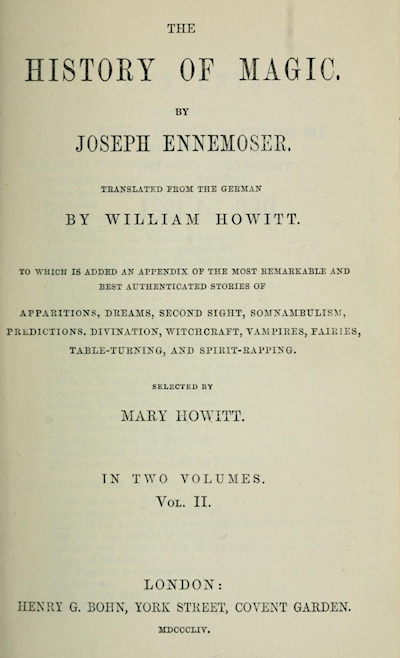 THE
HISTORY OF MAGIC.
BY
JOSEPH ENNEMOSER.
TRANSLATED FROM THE GERMAN
BY WILLIAM HOWITT.
TO WHICH IS ADDED AN APPENDIX OF THE MOST REMARKABLE AND
BEST AUTHENTICATED STORIES OF
APPARITIONS, DREAMS, SECOND SIGHT, SOMNAMBULISM,
PREDICTIONS. DIVINATION, WITCHCRAFT, VAMPIRES, FAIRIES,
TABLE-TURNING, AND SPIRIT-RAPPING.
SELECTED BY
MARY HOWITT.
IN TWO VOLUMES.
VOL. II.
LONDON:
HENRY G. BOHN, YORK STREET, COVENT GARDEN.
MDCCCLIV.